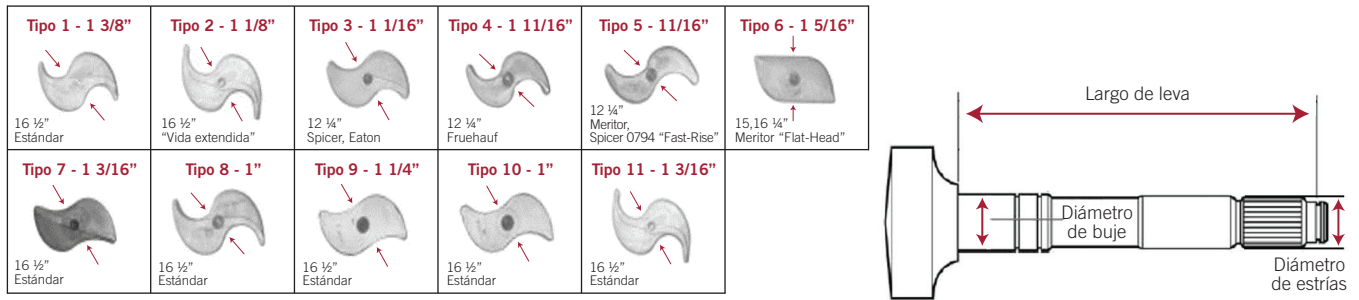 Tipo 1 - 1 3/8”
16 ½”
Estándar
Tipo 2 - 1 1/8”
16 ½”
“Vida extendida”
Tipo 3 - 1 1/16”
12 ¼”
Spicer, Eaton
Tipo 4 - 1 11/16”
12 ¼”
Fruehauf
Tipo 5 - 11/16”
12 ¼”
Meritor,
Spicer 0794 “Fast-Rise”
Tipo 6 - 1 5/16”
15,16 ¼”
Meritor “Flat-Head”
Tipo 7 - 1 3/16”
16 ½”
Estándar
Tipo 8 - 1”
16 ½”
Estándar
Tipo 9 - 1 1/4”
16 ½”
Estándar
Tipo 10 - 1”
16 ½”
Estándar
Tipo 11 - 1 3/16”
16 ½”
Estándar
Largo de leva
Diámetro
de buje
Diámetro
de estrías